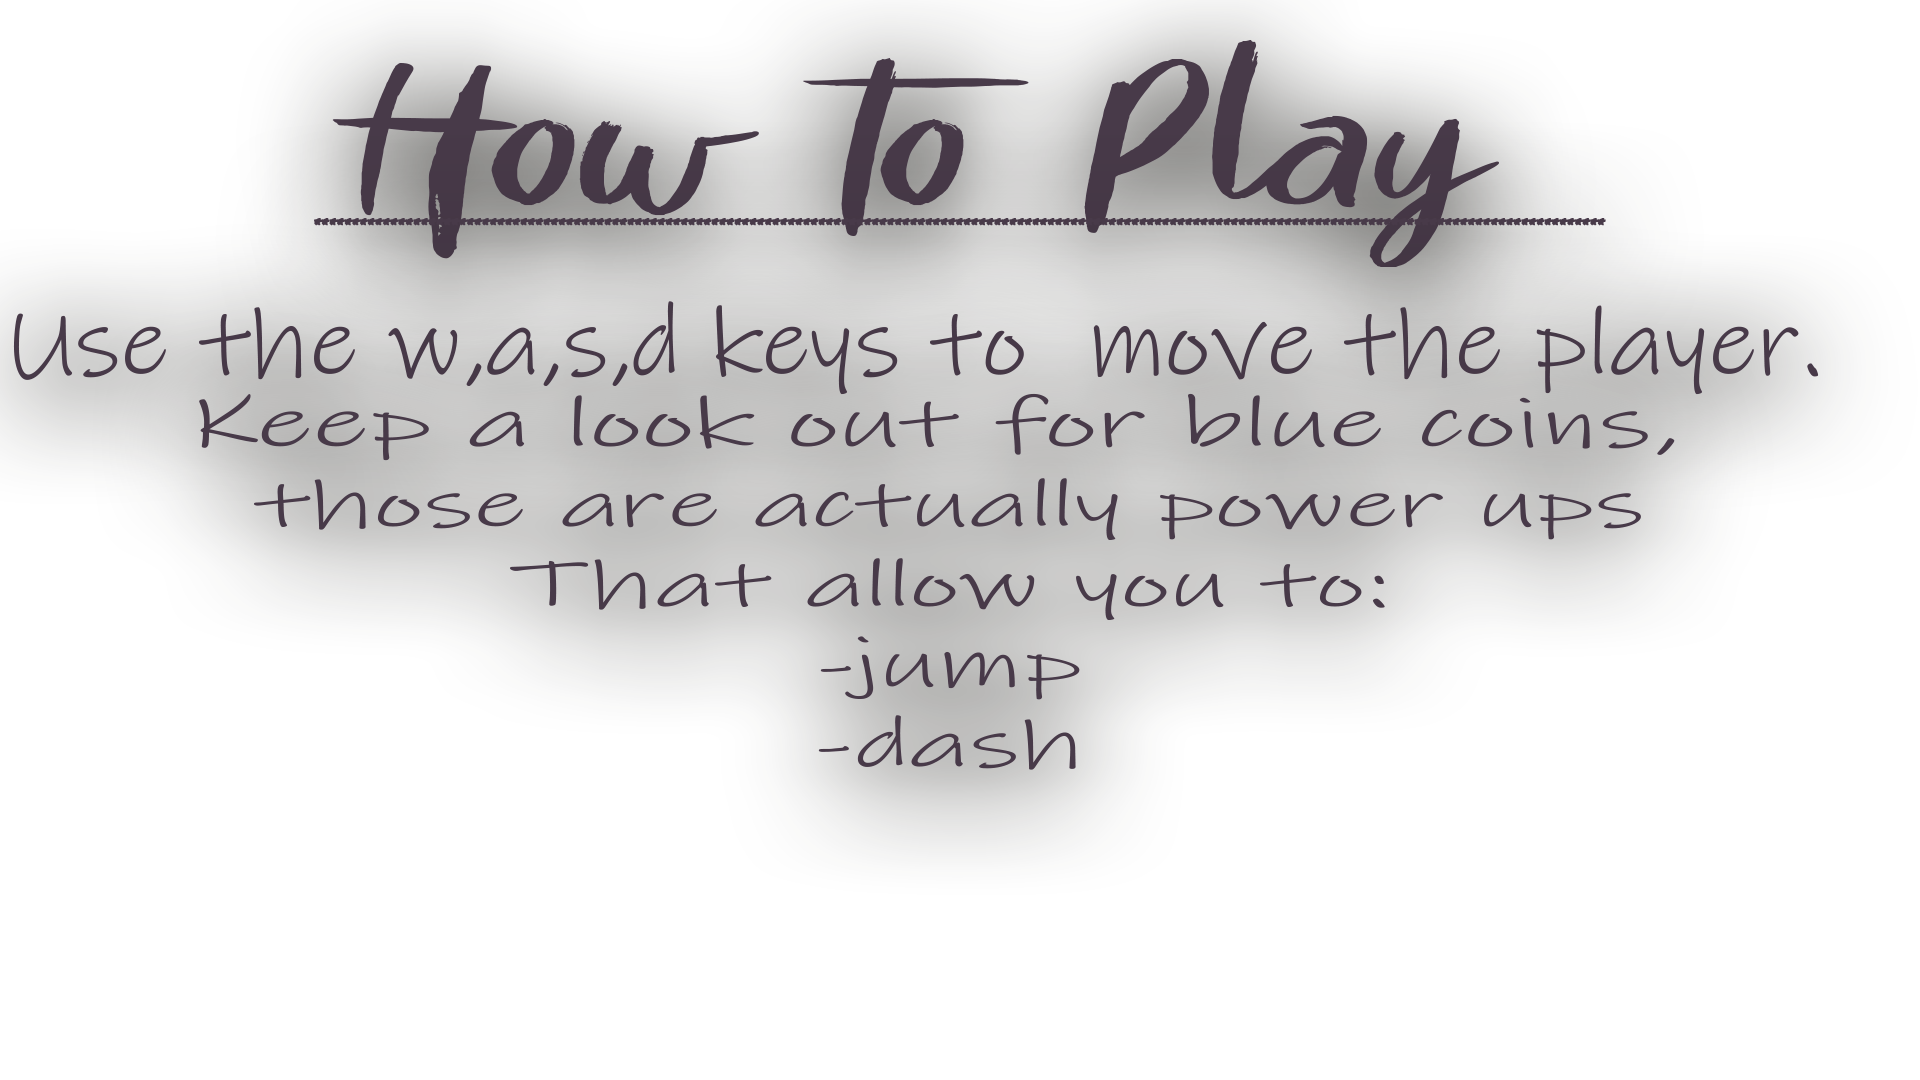 How To Play
Use the w,a,s,d keys to move the player.
Keep a look out for blue coins,
those are actually power ups
That allow you to:
-jump
-dash